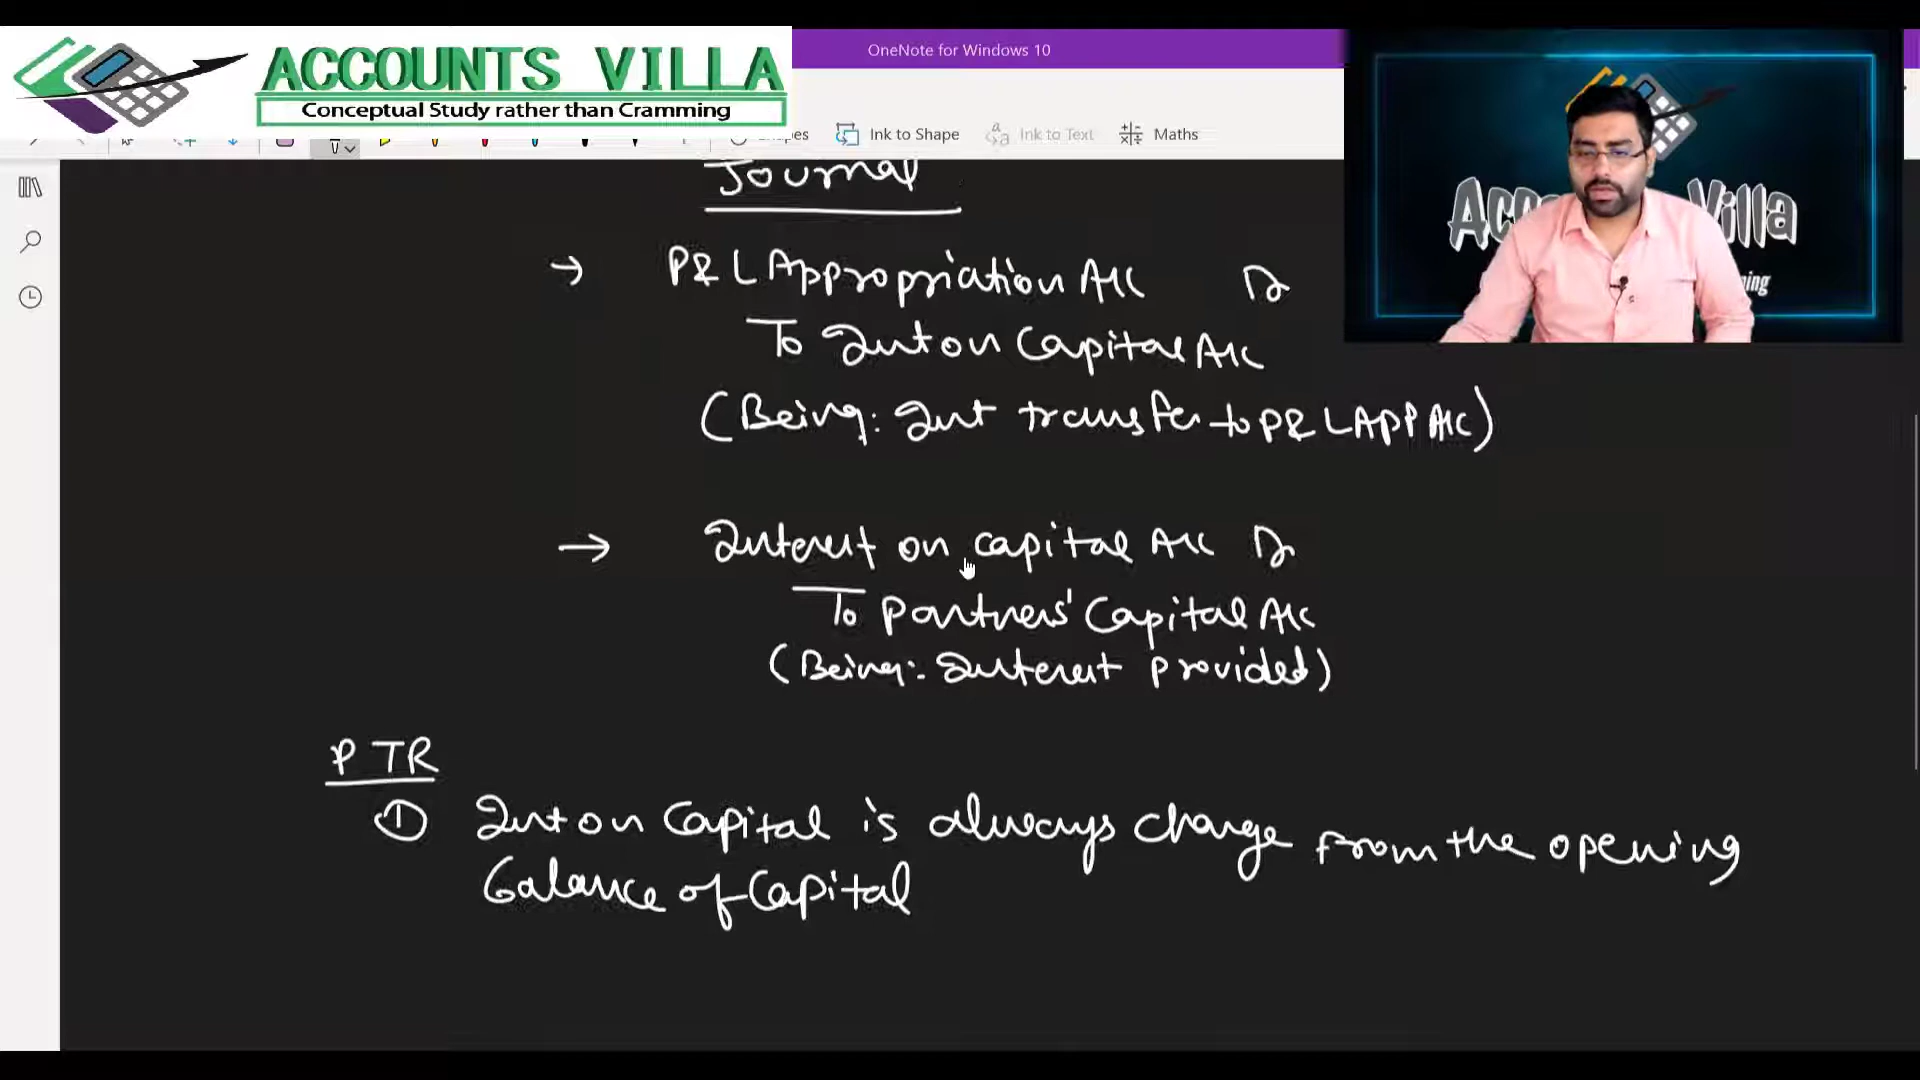 ACCOUNTS VILLA
Conceptual Study rather than Cramming
OneNote for Windows 10
Ink to Shape
Ink to Text
Maths
Journal
→ P&L Appropriation A/c Dr
To Int on Capital A/c
(Being: Int transfer to P&L APP A/c)
→ Interest on capital A/c Dr
To Partners' Capital A/c
(Being: Interest provided)
PTR
① Int on Capital is always charge from the opening
balance of Capital